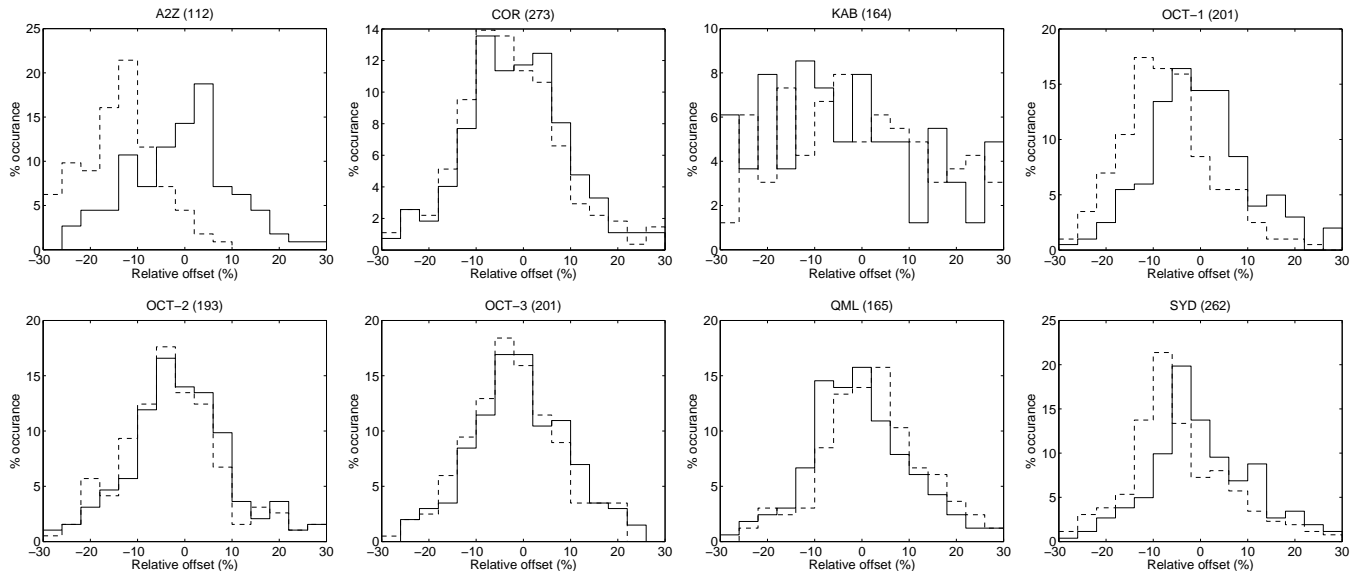 A2Z (112)
25
20
15
10
5
0
% occurance
−30 −20 −10 0 10 20 30
Relative offset (%)
COR (273)
14
12
10
8
6
4
2
0
% occurance
−30 −20 −10 0 10 20 30
Relative offset (%)
KAB (164)
10
8
6
4
2
0
% occurance
−30 −20 −10 0 10 20 30
Relative offset (%)
OCT−1 (201)
20
15
10
5
0
% occurance
−30 −20 −10 0 10 20 30
Relative offset (%)
OCT−2 (193)
20
15
10
5
0
% occurance
−30 −20 −10 0 10 20 30
Relative offset (%)
OCT−3 (201)
20
15
10
5
0
% occurance
−30 −20 −10 0 10 20 30
Relative offset (%)
QML (165)
20
15
10
5
0
% occurance
−30 −20 −10 0 10 20 30
Relative offset (%)
SYD (262)
25
20
15
10
5
0
% occurance
−30 −20 −10 0 10 20 30
Relative offset (%)